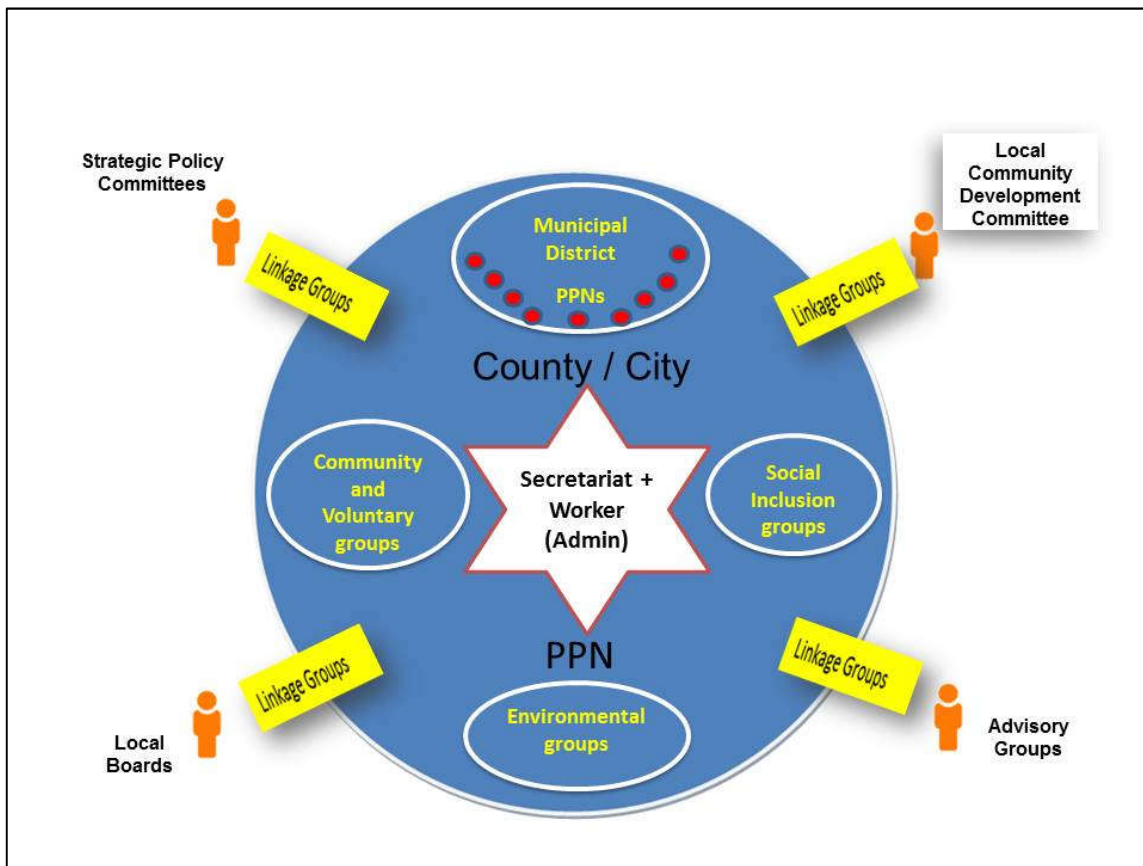 Strategic Policy
Committees
Local
Community
Development
Committee
Linkage Groups
Municipal
District
PPNs
Linkage Groups
County / City
Community
and
Voluntary
groups
Secretariat +
Worker
(Admin)
Social
Inclusion
groups
Linkage Groups
PPN
Linkage Groups
Environmental
groups
Local
Boards
Advisory
Groups